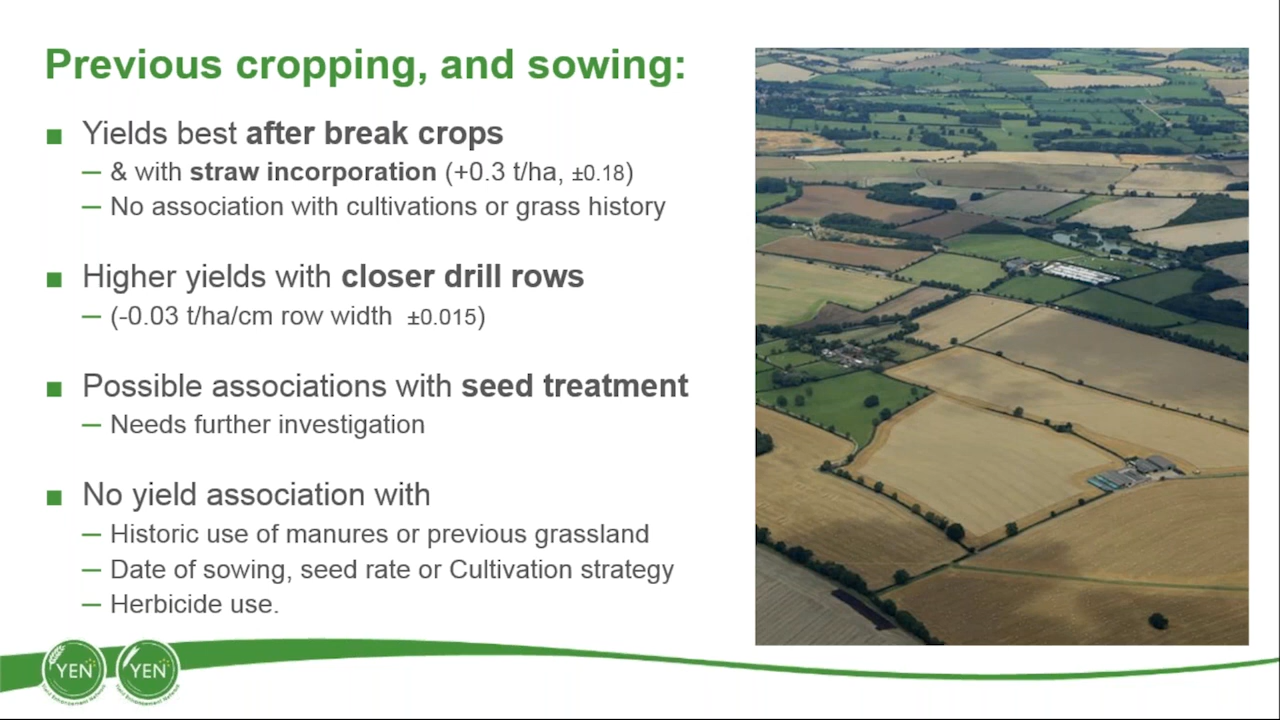 Previous cropping, and sowing:
■ Yields best after break crops
– & with straw incorporation (+0.3 t/ha, ±0.18)
– No association with cultivations or grass history
■ Higher yields with closer drill rows
– (-0.03 t/ha/cm row width ±0.015)
■ Possible associations with seed treatment
– Needs further investigation
■ No yield association with
– Historic use of manures or previous grassland
– Date of sowing, seed rate or Cultivation strategy
– Herbicide use.
YEN
YEN